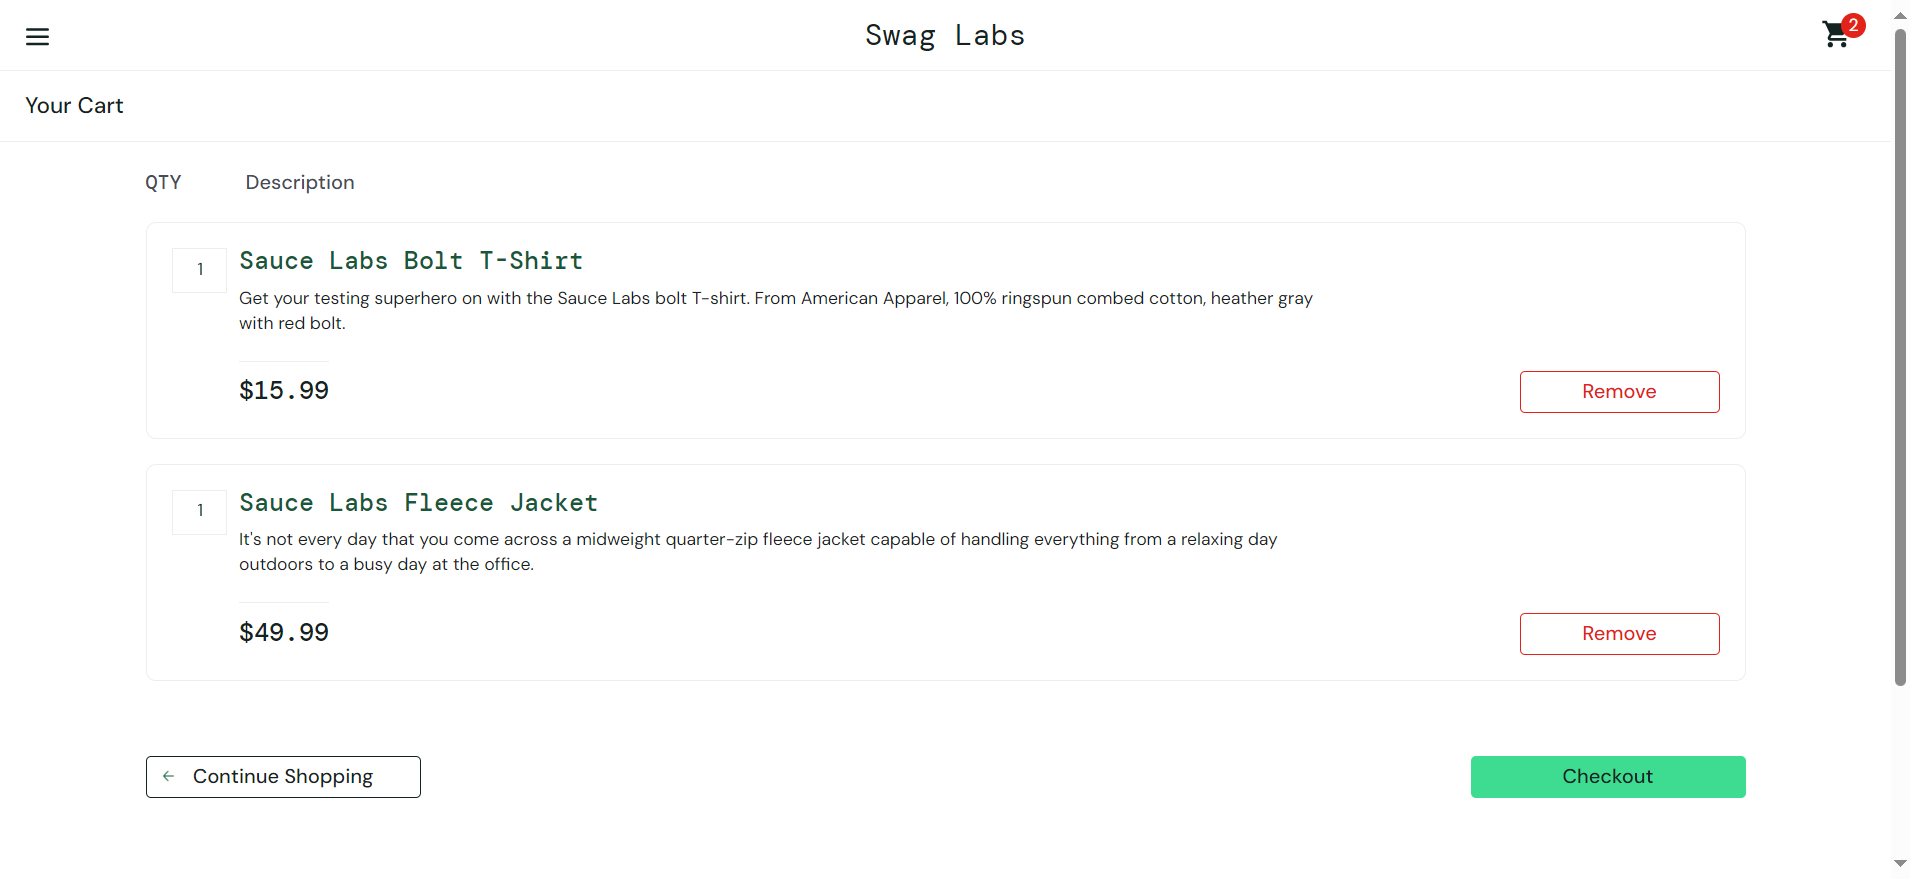 Swag Labs
2
Your Cart
QTY
Description
1
Sauce Labs Bolt T-Shirt
Get your testing superhero on with the Sauce Labs bolt T-shirt. From American Apparel, 100% ringspun combed cotton, heather gray
with red bolt.
$15.99
Remove
1
Sauce Labs Fleece Jacket
It's not every day that you come across a midweight quarter-zip fleece jacket capable of handling everything from a relaxing day
outdoors to a busy day at the office.
$49.99
Remove
Continue Shopping
Checkout